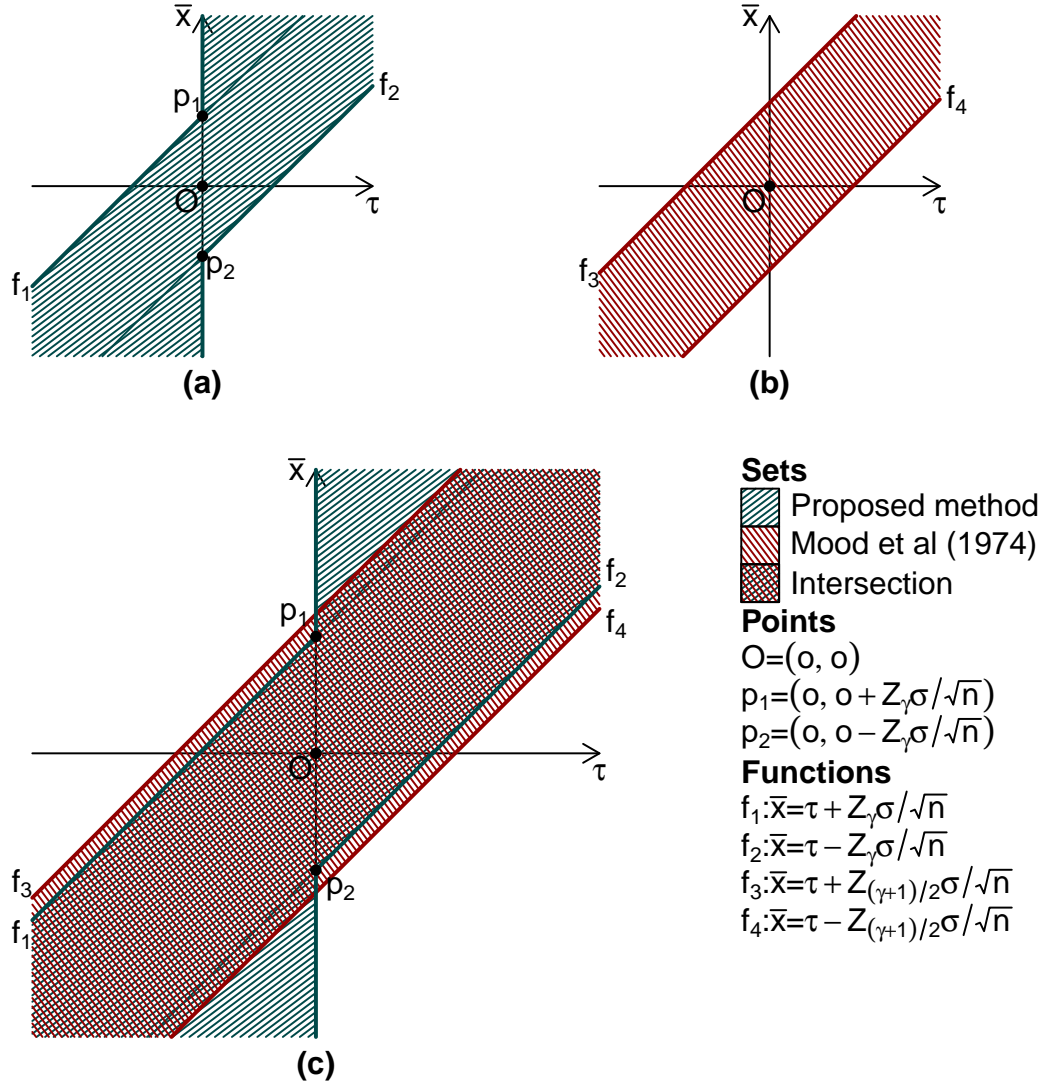 x̅
p₁
f₂
O
τ
p₂
f₁
(a)
f₄
O
τ
f₃
(b)
x̅
p₁
f₂
f₄
O
τ
p₂
f₃
f₁
(c)
Sets
Proposed method
Mood et al (1974)
Intersection
Points
O=(o, o)
p₁=(o, o + Zᵧσ/√n)
p₂=(o, o − Zᵧσ/√n)
Functions
f₁:x̅=τ + Zᵧσ/√n
f₂:x̅=τ − Zᵧσ/√n
f₃:x̅=τ + Z₍ᵧ₊₁₎/₂σ/√n
f₄:x̅=τ − Z₍ᵧ₊₁₎/₂σ/√n